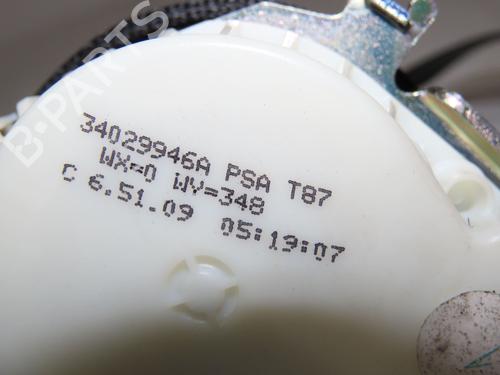 B-PARTS
34029946A PSA T87
WX=0 WV=348
C 6.51.09 05:19:07